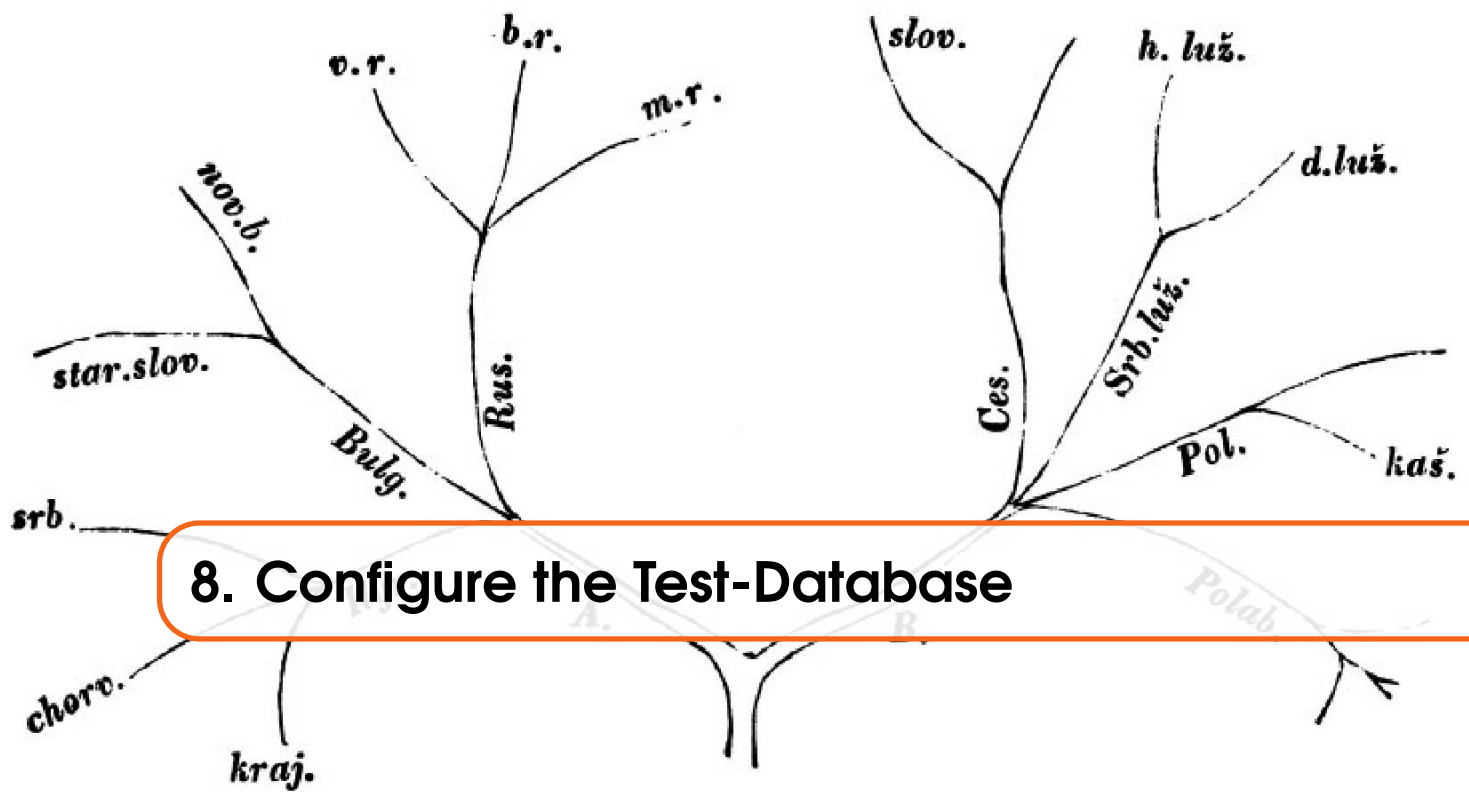 b.r.
slov.
h. luž.
v.r.
m.r.
d.luž.
nov.b.
star.slov.
Rus.
Ces.
Srb.luž.
Bulg.
Pol.
kaš.
srb.
8. Configure the Test-Database
A.
B.
Polab.
chorv.
kraj.